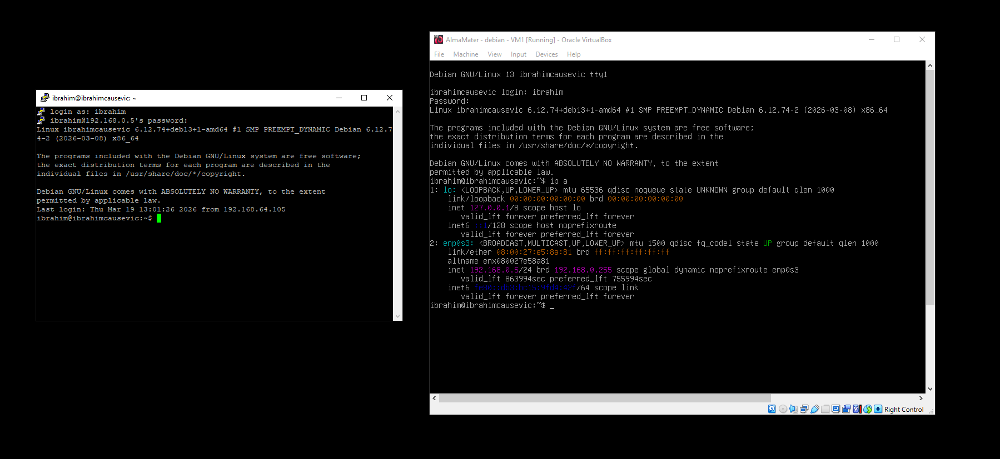 ibrahim@ibrahimcausevic: ~
login as: ibrahim
ibrahim@192.168.0.5's password:
Linux ibrahimcausevic 6.12.74+deb13+1-amd64 #1 SMP PREEMPT_DYNAMIC Debian 6.12.7
4-2 (2026-03-08) x86_64
The programs included with the Debian GNU/Linux system are free software;
the exact distribution terms for each program are described in the
individual files in /usr/share/doc/*/copyright.
Debian GNU/Linux comes with ABSOLUTELY NO WARRANTY, to the extent
permitted by applicable law.
Last login: Thu Mar 19 13:01:26 2026 from 192.168.64.105
ibrahim@ibrahimcausevic:~$
AlmaMater - debian - VM1 [Running] - Oracle VirtualBox
File Machine View Input Devices Help
Debian GNU/Linux 13 ibrahimcausevic tty1
ibrahimcausevic login: ibrahim
Password:
Linux ibrahimcausevic 6.12.74+deb13+1-amd64 #1 SMP PREEMPT_DYNAMIC Debian 6.12.74-2 (2026-03-08) x86_64
The programs included with the Debian GNU/Linux system are free software;
the exact distribution terms for each program are described in the
individual files in /usr/share/doc/*/copyright.
Debian GNU/Linux comes with ABSOLUTELY NO WARRANTY, to the extent
permitted by applicable law.
ibrahim@ibrahimcausevic:~$ ip a
1: lo: <LOOPBACK,UP,LOWER_UP> mtu 65536 qdisc noqueue state UNKNOWN group default qlen 1000
link/loopback 00:00:00:00:00:00 brd 00:00:00:00:00:00
inet 127.0.0.1/8 scope host lo
valid_lft forever preferred_lft forever
inet6 ::1/128 scope host noprefixroute
valid_lft forever preferred_lft forever
2: enp0s3: <BROADCAST,MULTICAST,UP,LOWER_UP> mtu 1500 qdisc fq_codel state UP group default qlen 1000
link/ether 08:00:27:e5:8a:81 brd ff:ff:ff:ff:ff:ff
altname enx080027e58a81
inet 192.168.0.5/24 brd 192.168.0.255 scope global dynamic noprefixroute enp0s3
valid_lft 863994sec preferred_lft 755994sec
inet6 /64 scope link
valid_lft forever preferred_lft forever
ibrahim@ibrahimcausevic:~$ _
Right Control